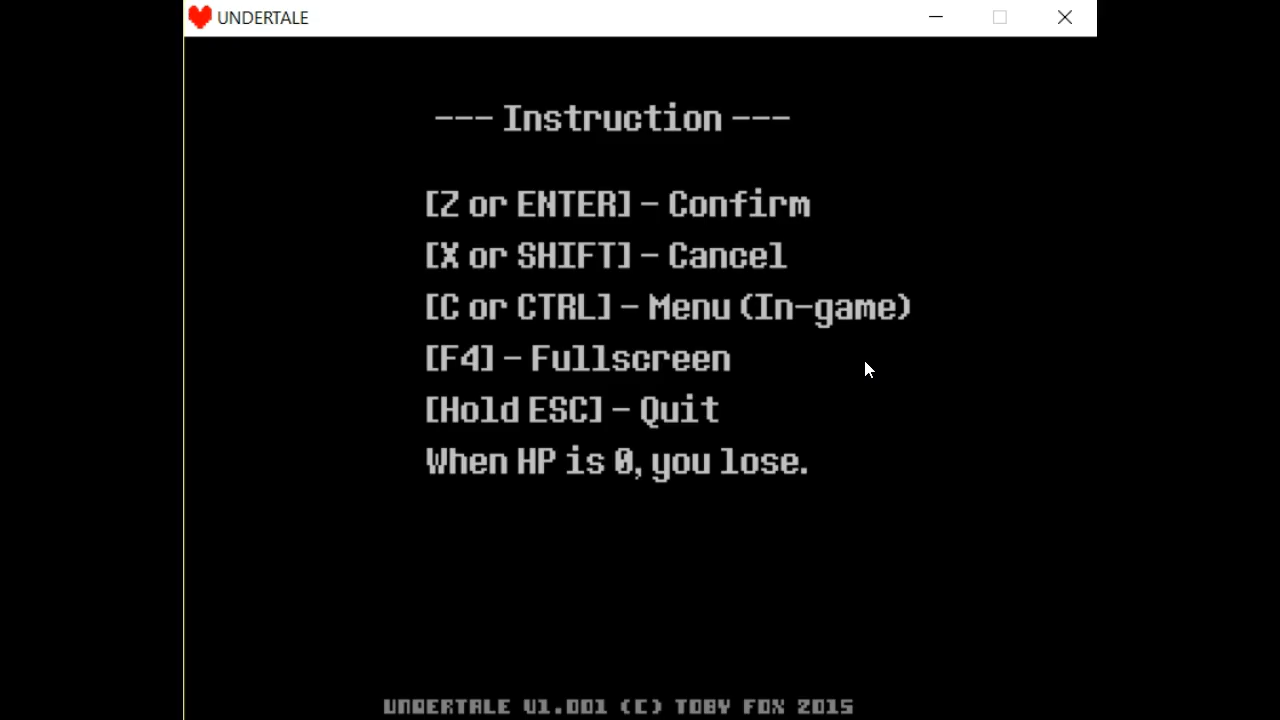 UNDERTALE
--- Instruction ---
[Z or ENTER] - Confirm
[X or SHIFT] - Cancel
[C or CTRL] - Menu (In-game)
[F4] - Fullscreen
[Hold ESC] - Quit
When HP is 0, you lose.
UNDERTALE V1.001 (C) TOBY FOX 2015